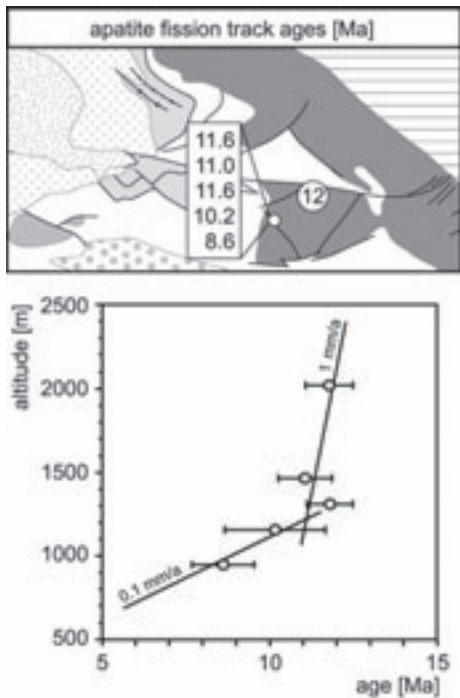 apatite fission track ages [Ma]
11.6
11.0
11.6
10.2
8.6
12
altitude [m]
2500
2000
1500
1000
500
1 mm/a
0.1 mm/a
5
10
15
age [Ma]